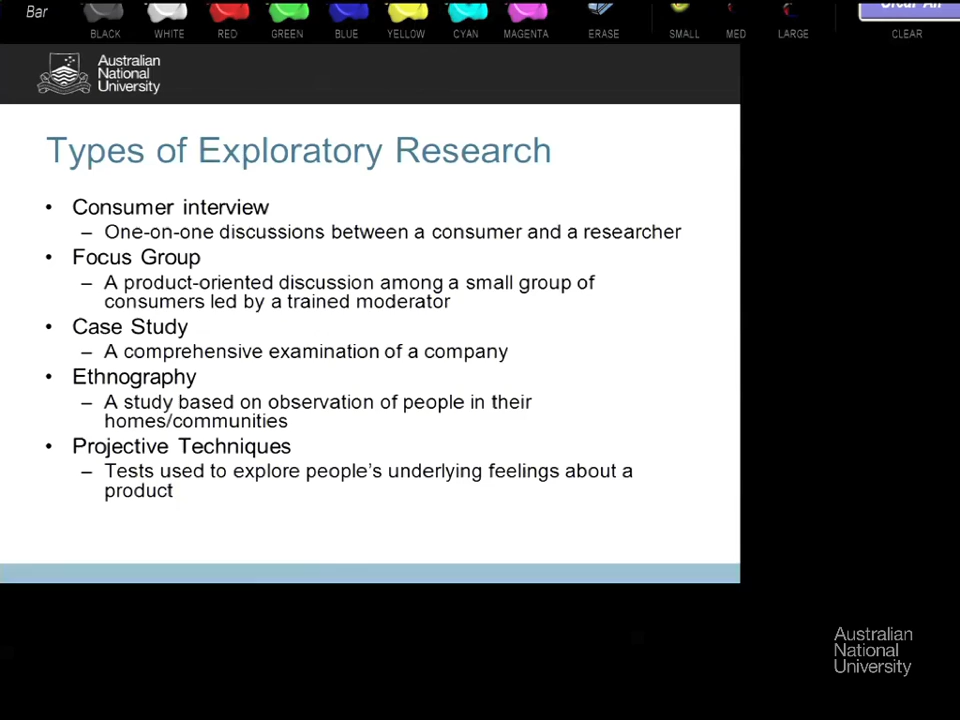 Bar
BLACK WHITE RED GREEN BLUE YELLOW CYAN MAGENTA ERASE SMALL MED LARGE CLEAR
Australian
National
University
Types of Exploratory Research
• Consumer interview
– One-on-one discussions between a consumer and a researcher
• Focus Group
– A product-oriented discussion among a small group of
consumers led by a trained moderator
• Case Study
– A comprehensive examination of a company
• Ethnography
– A study based on observation of people in their
homes/communities
• Projective Techniques
– Tests used to explore people's underlying feelings about a
product
Australian
National
University